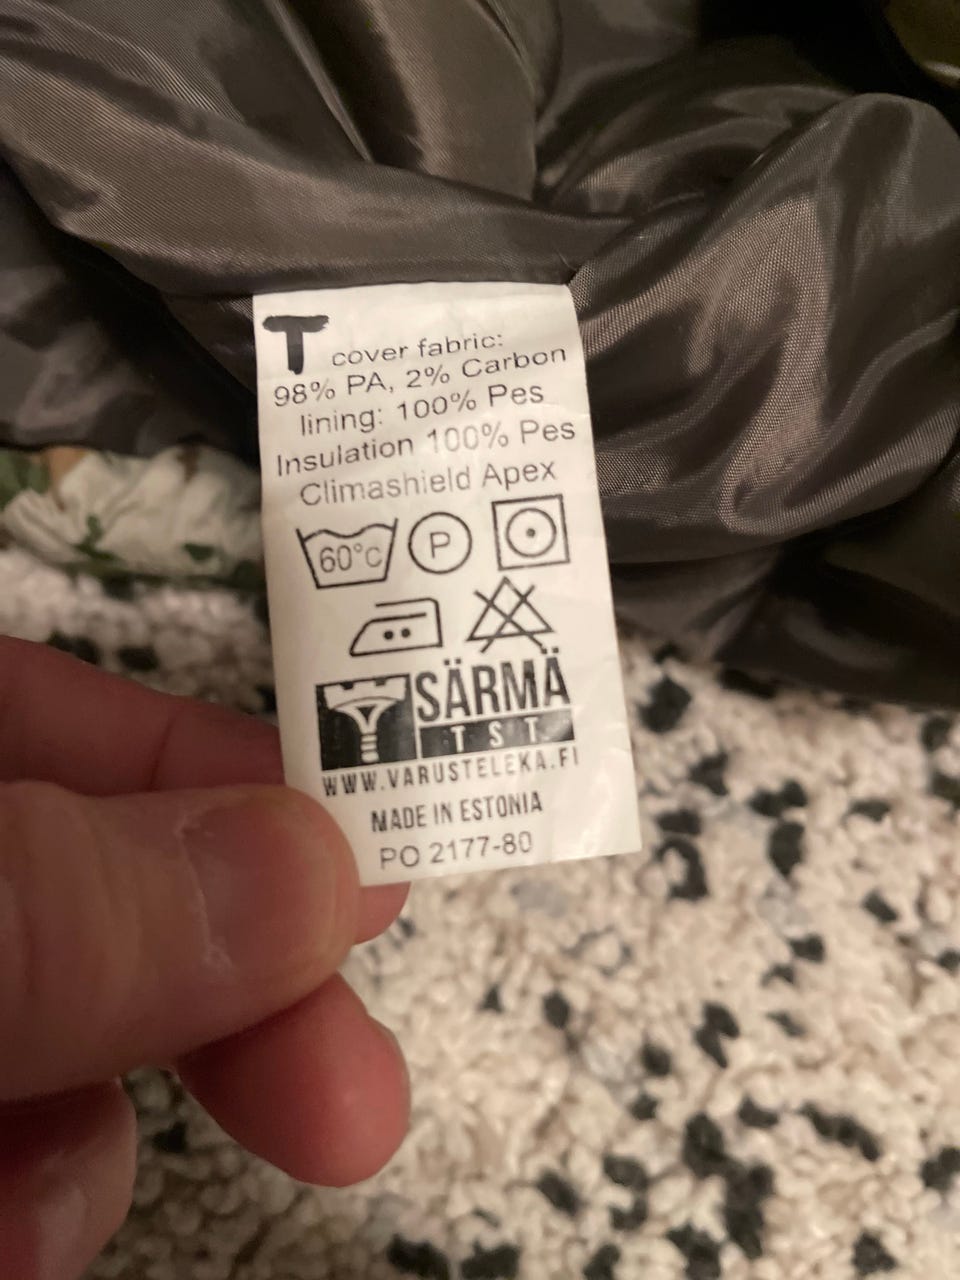 T cover fabric:
98% PA, 2% Carbon
lining: 100% Pes
Insulation 100% Pes
Climashield Apex
60°C P
SÄRMÄ
TST
WWW.VARUSTELEKA.FI
MADE IN ESTONIA
PO 2177-80